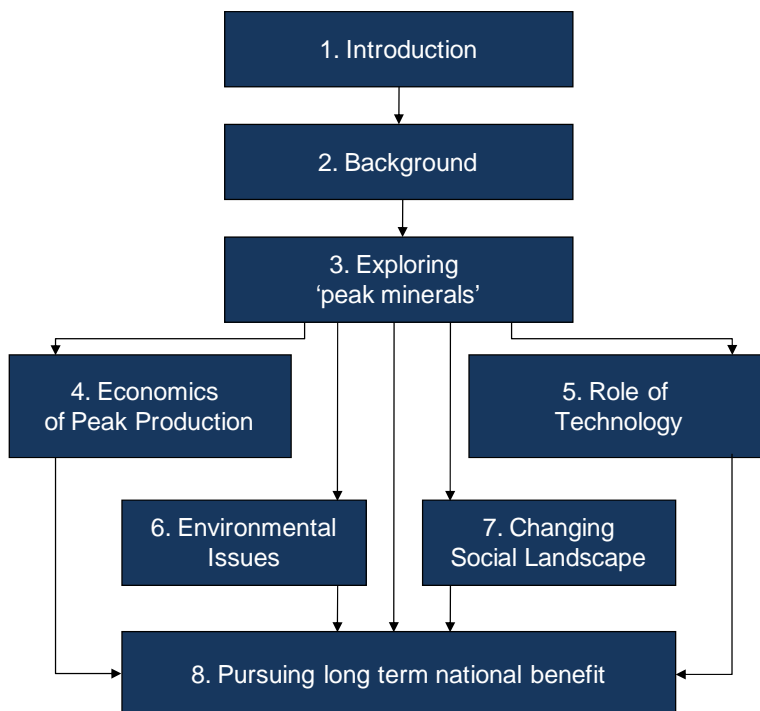 1. Introduction
2. Background
3. Exploring
‘peak minerals’
4. Economics
of Peak Production
5. Role of
Technology
6. Environmental
Issues
7. Changing
Social Landscape
8. Pursuing long term national benefit